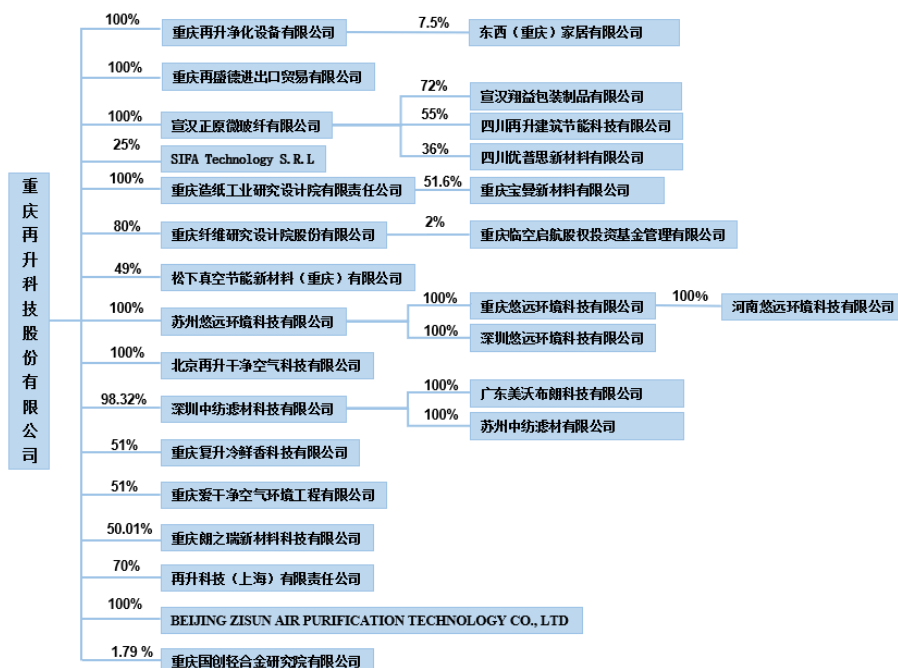 重庆再升科技股份有限公司
100%
重庆再升净化设备有限公司
7.5%
东西（重庆）家居有限公司
100%
重庆再盛德进出口贸易有限公司
100%
宣汉正原微玻纤有限公司
72%
宣汉翔益包装制品有限公司
55%
四川再升建筑节能科技有限公司
36%
四川优普思新材料有限公司
25%
SIFA Technology S.R.L
100%
重庆造纸工业研究设计院有限责任公司
51.6%
重庆宝曼新材料有限公司
80%
重庆纤维研究设计院股份有限公司
2%
重庆临空启航股权投资基金管理有限公司
49%
松下真空节能新材料（重庆）有限公司
100%
苏州悠远环境科技有限公司
100%
重庆悠远环境科技有限公司
100%
河南悠远环境科技有限公司
100%
深圳悠远环境科技有限公司
100%
北京再升干净空气科技有限公司
98.32%
深圳中纺滤材科技有限公司
100%
广东美沃布朗科技有限公司
100%
苏州中纺滤材有限公司
51%
重庆复升冷鲜香科技有限公司
51%
重庆爱干净空气环境工程有限公司
50.01%
重庆朗之瑞新材料科技有限公司
70%
再升科技（上海）有限责任公司
100%
BEIJING ZISUN AIR PURIFICATION TECHNOLOGY CO., LTD
1.79 %
重庆国创轻合金研究院有限公司